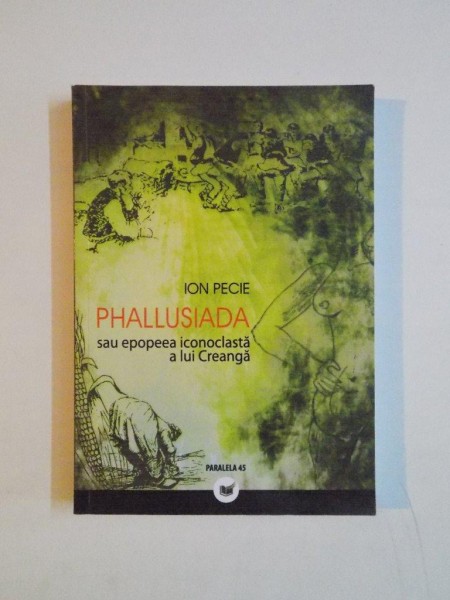 ION PECIE
PHALLUSIADA
sau epopeea iconoclastă
a lui Creangă
PARALELA 45